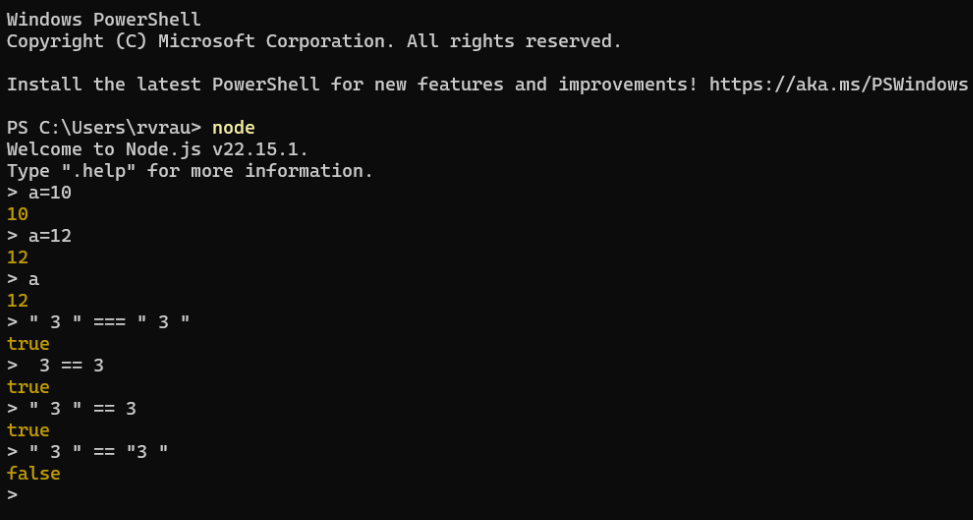 Windows PowerShell
Copyright (C) Microsoft Corporation. All rights reserved.
Install the latest PowerShell for new features and improvements! https://aka.ms/PSWindows
PS C:\Users\rvrau> node
Welcome to Node.js v22.15.1.
Type ".help" for more information.
> a=10
10
> a=12
12
> a
12
> " 3 " === " 3 "
true
>  3 == 3
true
> " 3 " == 3
true
> " 3 " == "3 "
false
>